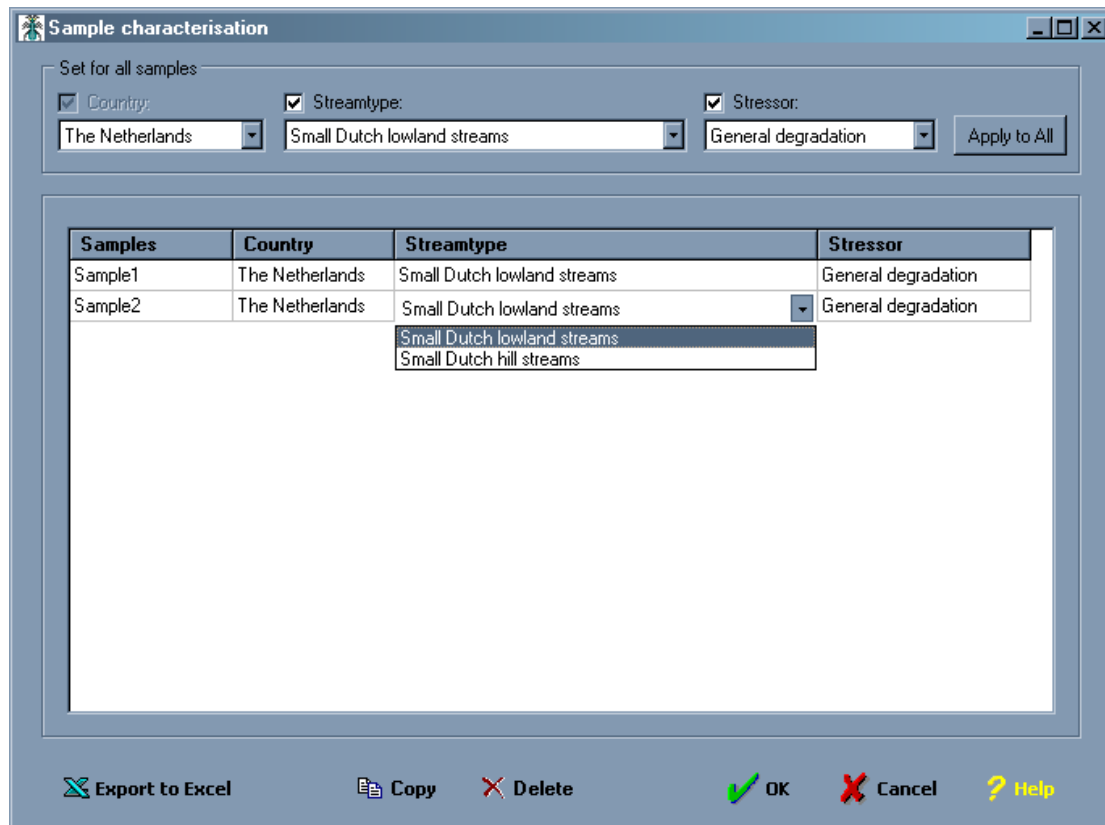 Sample characterisation
Set for all samples
Country: Streamtype: Stressor:
The Netherlands Small Dutch lowland streams General degradation Apply to All
Samples Country Streamtype Stressor
Sample1 The Netherlands Small Dutch lowland streams General degradation
Sample2 The Netherlands Small Dutch lowland streams General degradation
Small Dutch lowland streams
Small Dutch hill streams
Export to Excel Copy Delete OK Cancel ? Help